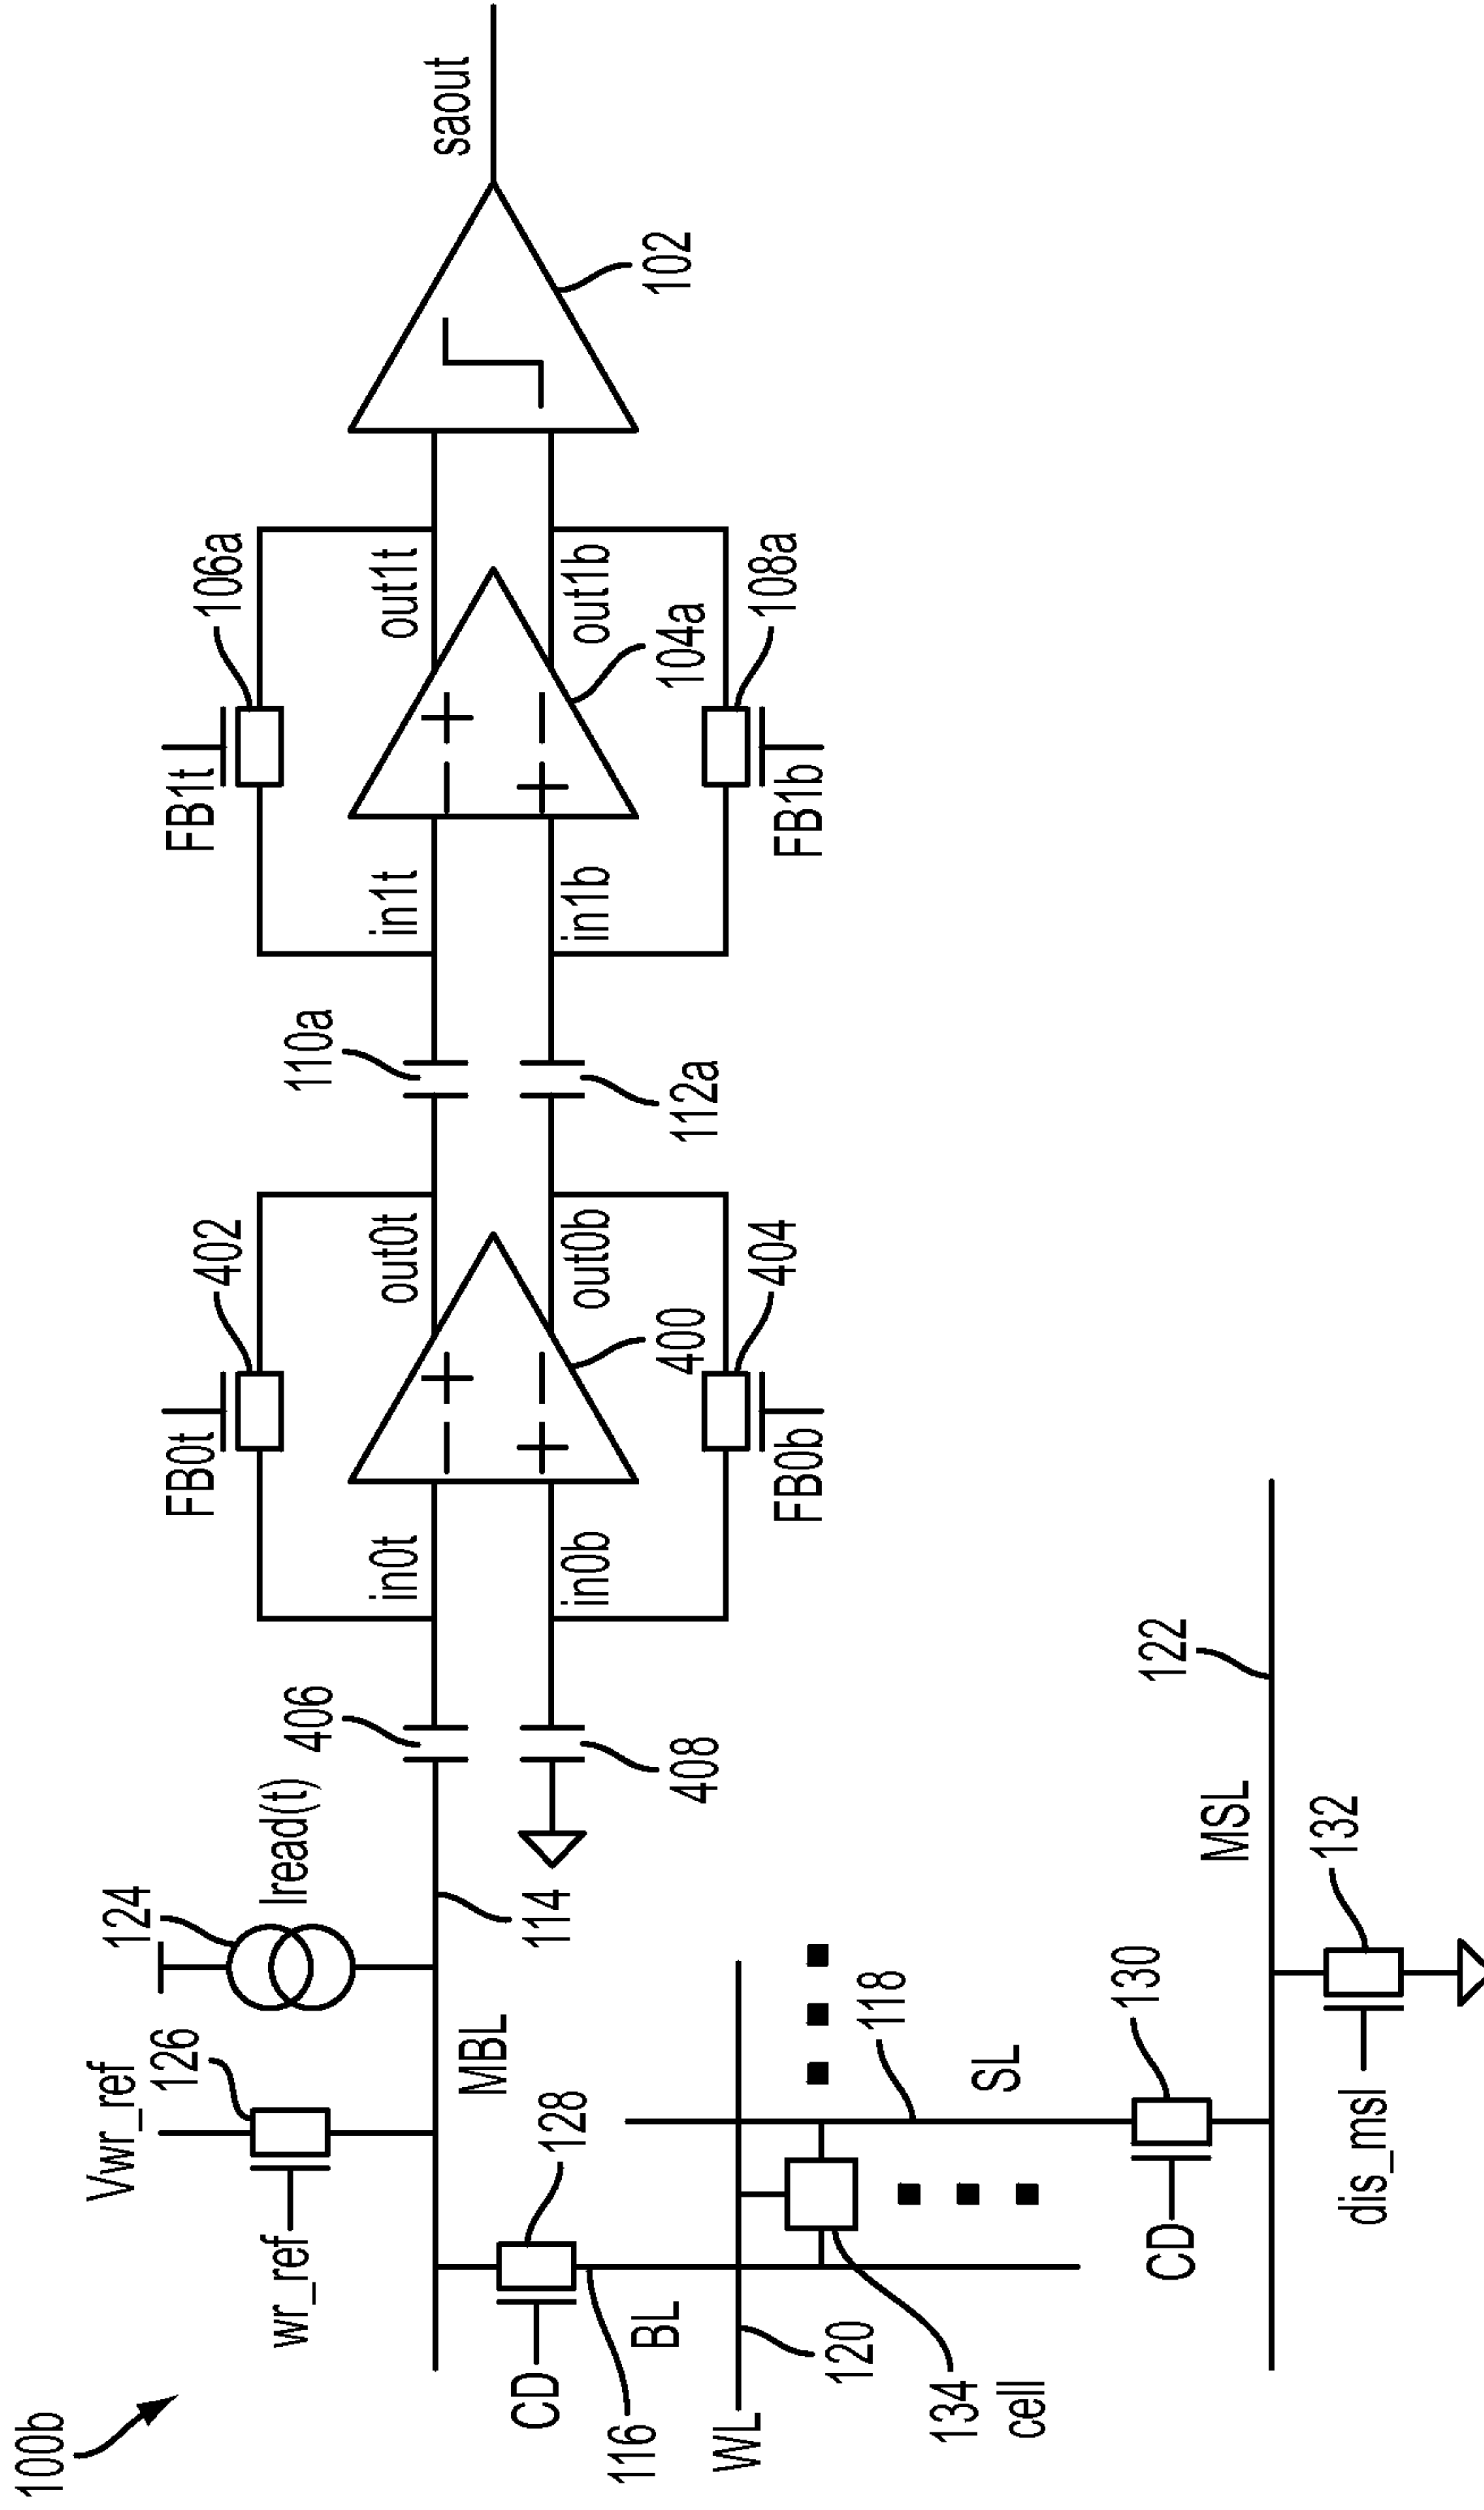 100b
Vwr_ref
126
124
Iread(t)
406
FB0t
402
110a
FB1t
106a
saout
wr_ref
MBL
114
in0t
out0t
in1t
out1t
408
in0b
out0b
112a
in1b
out1b
102
400
104a
FB0b
404
FB1b
108a
CD
128
116
BL
WL
120
118
SL
134
cell
CD
130
MSL
122
dis_msl
132